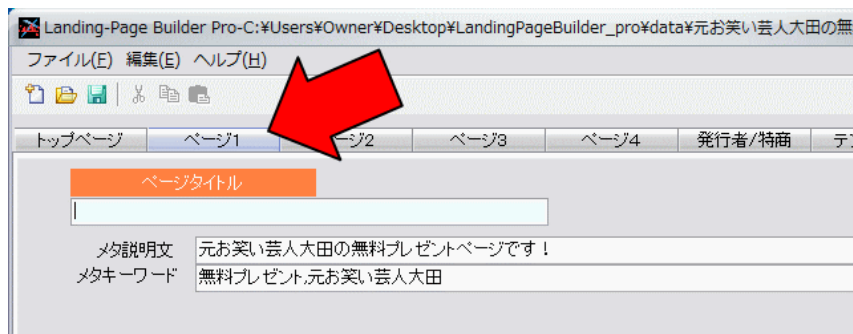 Landing-Page Builder Pro-C:¥Users¥Owner¥Desktop¥LandingPageBuilder_pro¥data¥元お笑い芸人大田の無
ファイル(F) 編集(E) ヘルプ(H)
トップページ ページ1 ージ2 ページ3 ページ4 発行者/特商 テ
ページタイトル
メタ説明文 元お笑い芸人大田の無料プレゼントページです！
メタキーワード 無料プレゼント,元お笑い芸人大田